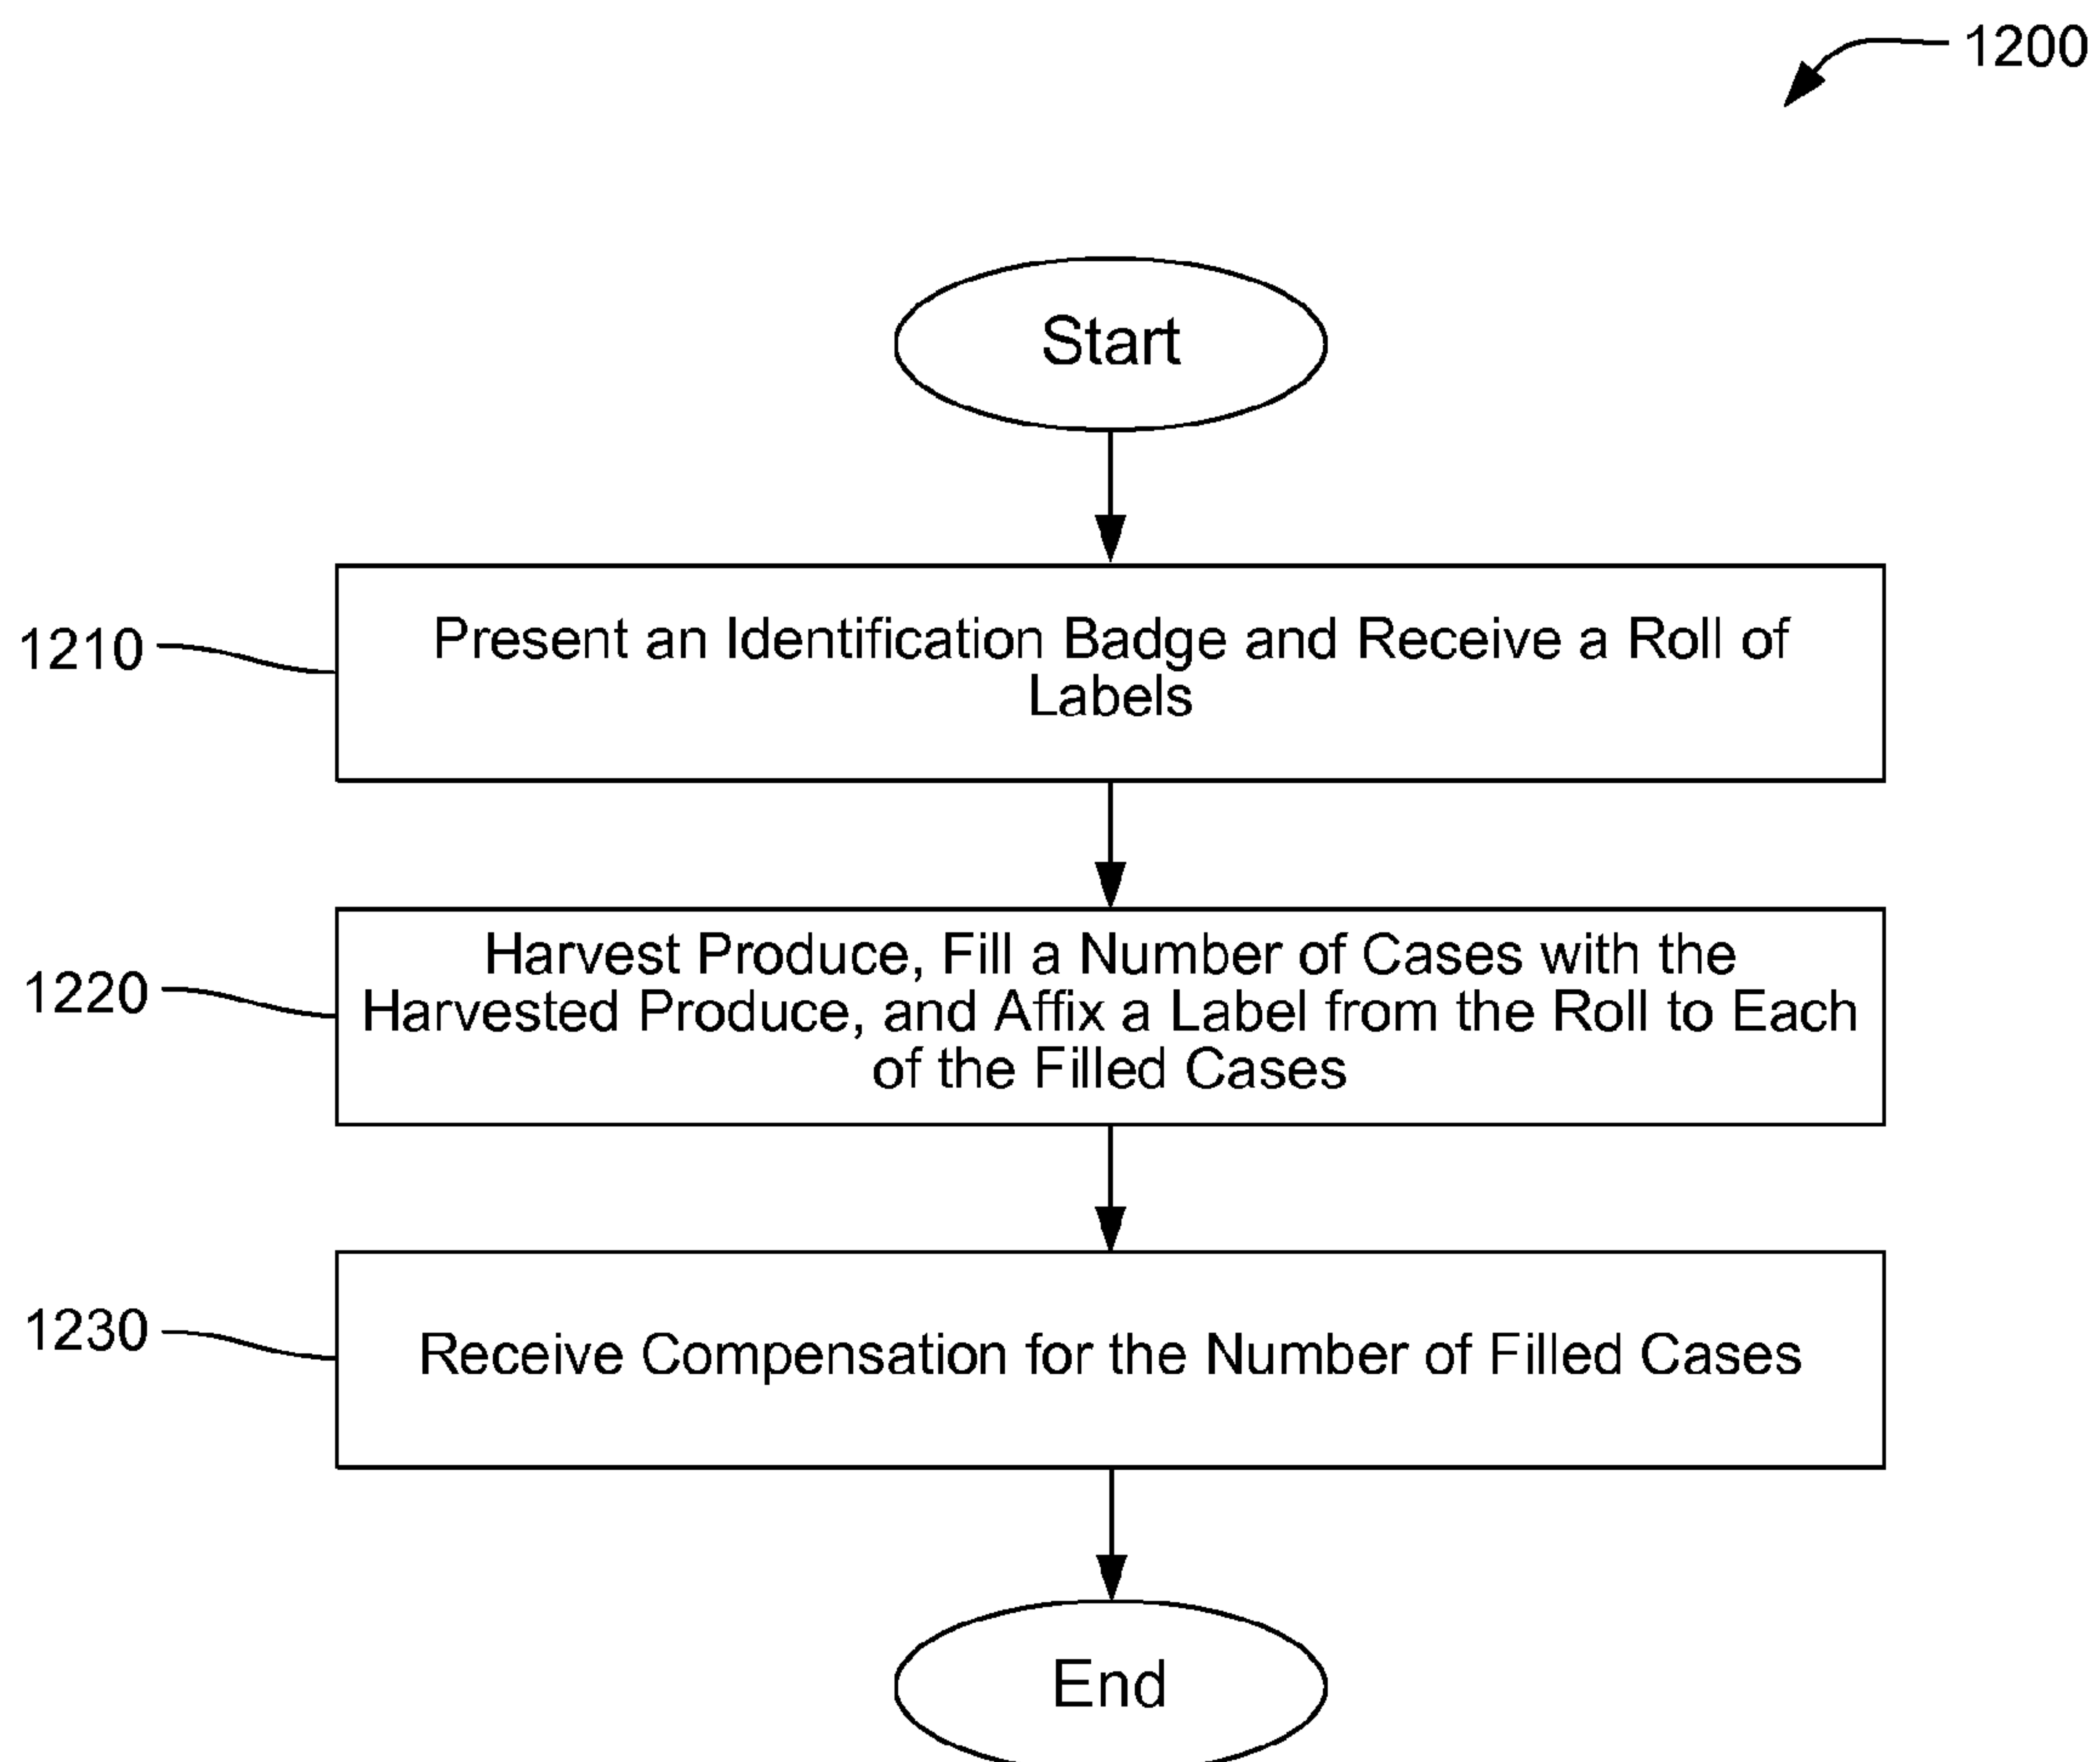 1200
Start
1210
Present an Identification Badge and Receive a Roll of
Labels
1220
Harvest Produce, Fill a Number of Cases with the
Harvested Produce, and Affix a Label from the Roll to Each
of the Filled Cases
1230
Receive Compensation for the Number of Filled Cases
End